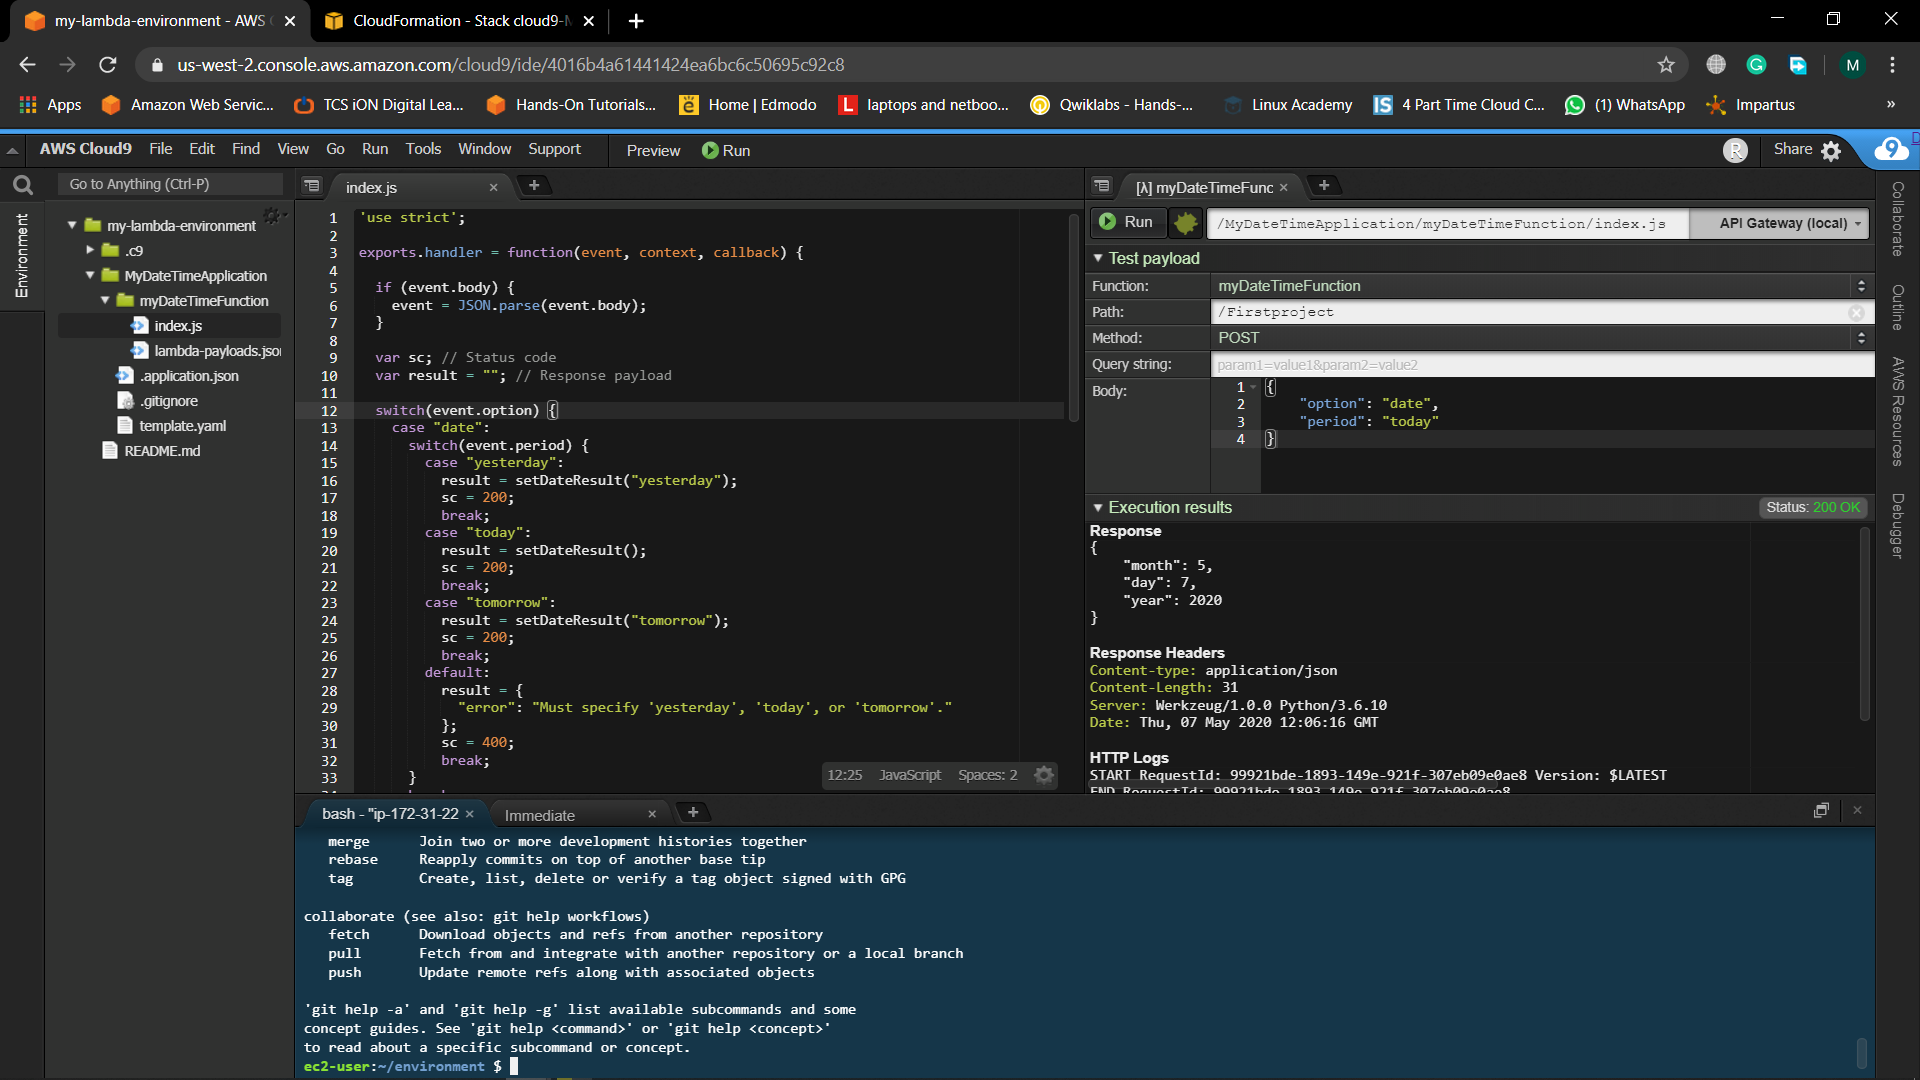 my-lambda-environment - AWS
CloudFormation - Stack cloud9-
us-west-2.console.aws.amazon.com/cloud9/ide/4016b4a61441424ea6bc6c50695c92c8
M
Apps
Amazon Web Servic...
TCS iON Digital Lea...
Hands-On Tutorials...
Home | Edmodo
laptops and netboo...
Qwiklabs - Hands-...
Linux Academy
4 Part Time Cloud C...
(1) WhatsApp
Impartus
»
AWS Cloud9 File Edit Find View Go Run Tools Window Support
Preview
Run
R
Share
9
Go to Anything (Ctrl-P)
Environment
my-lambda-environment
.c9
MyDateTimeApplication
myDateTimeFunction
index.js
lambda-payloads.jso
.application.json
.gitignore
template.yaml
README.md
index.js
1 'use strict';
2
3 exports.handler = function(event, context, callback) {
4
5   if (event.body) {
6     event = JSON.parse(event.body);
7   }
8
9   var sc; // Status code
10   var result = ""; // Response payload
11
12   switch(event.option) {
13     case "date":
14       switch(event.period) {
15         case "yesterday":
16           result = setDateResult("yesterday");
17           sc = 200;
18           break;
19         case "today":
20           result = setDateResult();
21           sc = 200;
22           break;
23         case "tomorrow":
24           result = setDateResult("tomorrow");
25           sc = 200;
26           break;
27         default:
28           result = {
29             "error": "Must specify 'yesterday', 'today', or 'tomorrow'."
30           };
31           sc = 400;
32           break;
33       }
12:25 JavaScript Spaces: 2
[λ] myDateTimeFunc
Run
/MyDateTimeApplication/myDateTimeFunction/index.js
API Gateway (local)
Test payload
Function: myDateTimeFunction
Path: /Firstproject
Method: POST
Query string: param1=value1&param2=value2
Body:
1 {
2     "option": "date",
3     "period": "today"
4 }
Execution results
Status: 200 OK
Response
{
    "month": 5,
    "day": 7,
    "year": 2020
}
Response Headers
Content-type: application/json
Content-Length: 31
Server: Werkzeug/1.0.0 Python/3.6.10
Date: Thu, 07 May 2020 12:06:16 GMT
HTTP Logs
START RequestId: 99921bde-1893-149e-921f-307eb09e0ae8 Version: $LATEST
END RequestId: 99921bde-1893-149e-921f-307eb09e0ae8
Collaborate
Outline
AWS Resources
Debugger
bash - "ip-172-31-22
Immediate
merge Join two or more development histories together
rebase Reapply commits on top of another base tip
tag Create, list, delete or verify a tag object signed with GPG
collaborate (see also: git help workflows)
fetch Download objects and refs from another repository
pull Fetch from and integrate with another repository or a local branch
push Update remote refs along with associated objects
'git help -a' and 'git help -g' list available subcommands and some
concept guides. See 'git help <command>' or 'git help <concept>'
to read about a specific subcommand or concept.
ec2-user:~/environment $